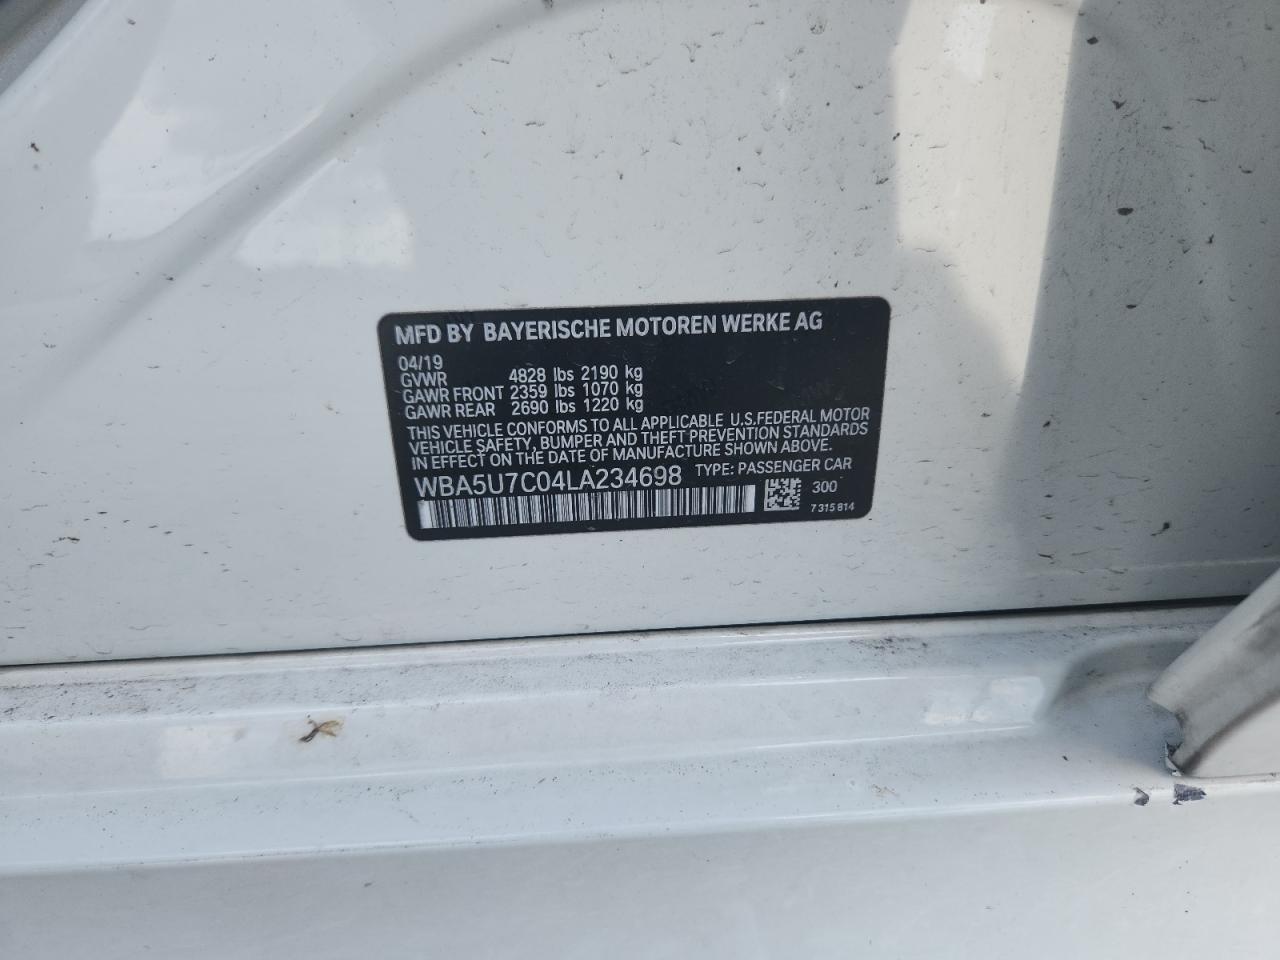 MFD BY BAYERISCHE MOTOREN WERKE AG
04/19
GVWR 4828 lbs 2190 kg
GAWR FRONT 2359 lbs 1070 kg
GAWR REAR 2690 lbs 1220 kg
THIS VEHICLE CONFORMS TO ALL APPLICABLE U.S.FEDERAL MOTOR
VEHICLE SAFETY, BUMPER AND THEFT PREVENTION STANDARDS
IN EFFECT ON THE DATE OF MANUFACTURE SHOWN ABOVE.
WBA5U7C04LA234698 TYPE: PASSENGER CAR
300
7 315 814